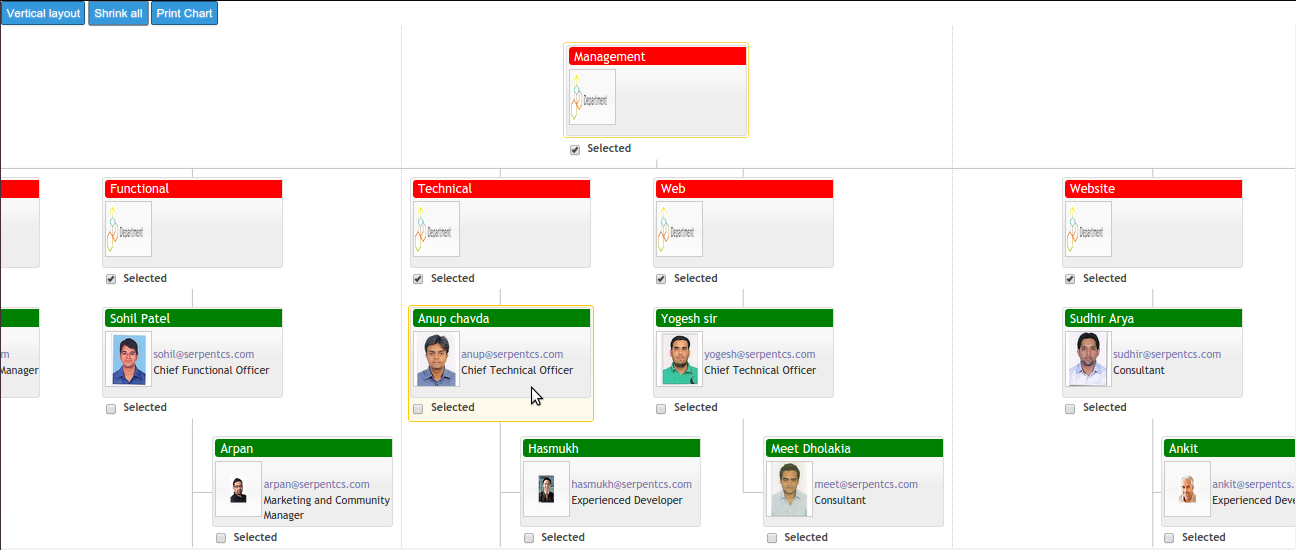 Vertical layout Shrink all Print Chart
Management
Department
Selected
Functional Technical Web Website
Department Department Department Department
Selected Selected Selected Selected
Sohil Patel Anup chavda Yogesh sir Sudhir Arya
m sohil@serpentcs.com anup@serpentcs.com yogesh@serpentcs.com sudhir@serpentcs.com
Manager Chief Functional Officer Chief Technical Officer Chief Technical Officer Consultant
Selected Selected Selected Selected
Arpan Hasmukh Meet Dholakia Ankit
arpan@serpentcs.com hasmukh@serpentcs.com meet@serpentcs.com ankit@serpentcs.
Marketing and Community Experienced Developer Consultant Experienced Deve
Manager
Selected Selected Selected Selected